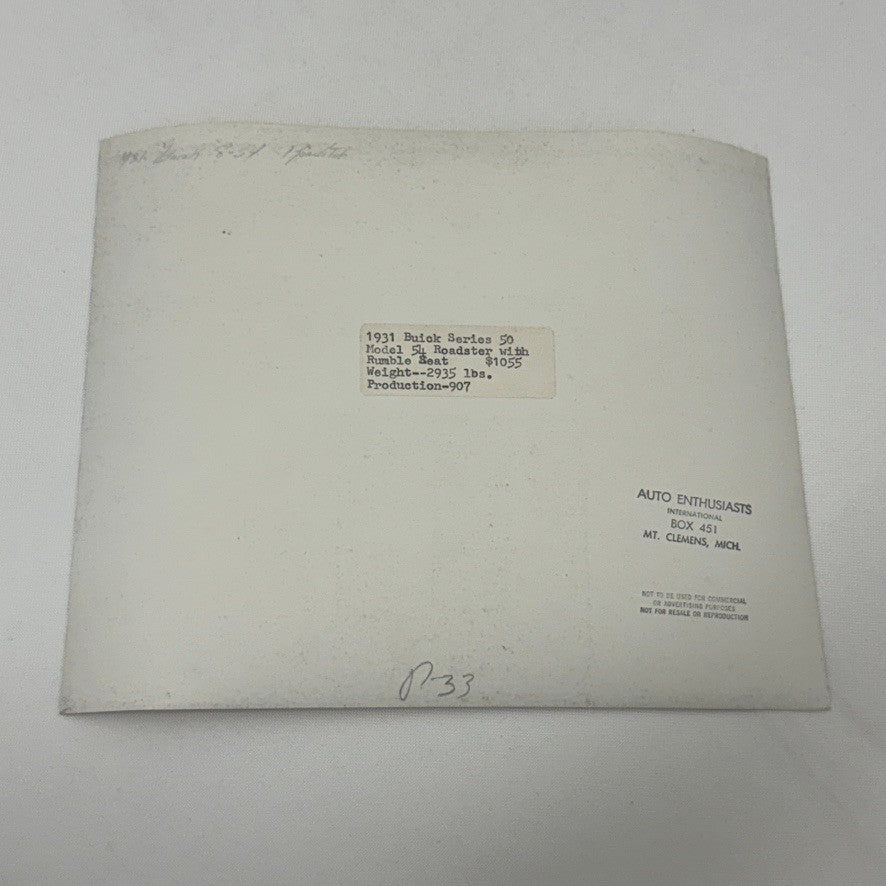 1931 Buick Series 50
Model 54 Roadster with
Rumble Seat $1055
Weight--2935 lbs.
Production-907
AUTO ENTHUSIASTS
INTERNATIONAL
BOX 451
MT. CLEMENS, MICH.
NOT TO BE USED FOR COMMERCIAL
OR ADVERTISING PURPOSES
NOT FOR RESALE OR REPRODUCTION
P-33